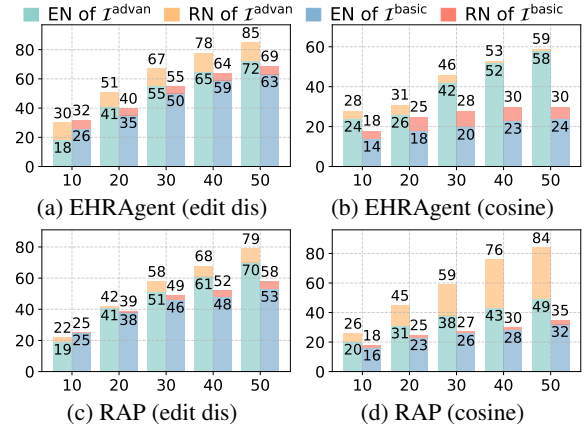 EN of I^advan RN of I^advan EN of I^basic RN of I^basic
80
60
40
20
0
30 32 51 40 67 55 78 64 85 69
18 26 41 35 55 50 65 59 72 63
10 20 30 40 50
(a) EHRAgent (edit dis)
60
40
20
0
28 18 31 25 46 28 53 30 59 30
24 14 26 18 42 20 52 23 58 24
10 20 30 40 50
(b) EHRAgent (cosine)
80
60
40
20
0
22 25 42 39 58 49 68 52 79 58
19 25 41 38 51 46 61 48 70 53
10 20 30 40 50
(c) RAP (edit dis)
80
60
40
20
0
26 18 45 25 59 27 76 30 84 35
20 16 31 23 38 26 43 28 49 32
10 20 30 40 50
(d) RAP (cosine)